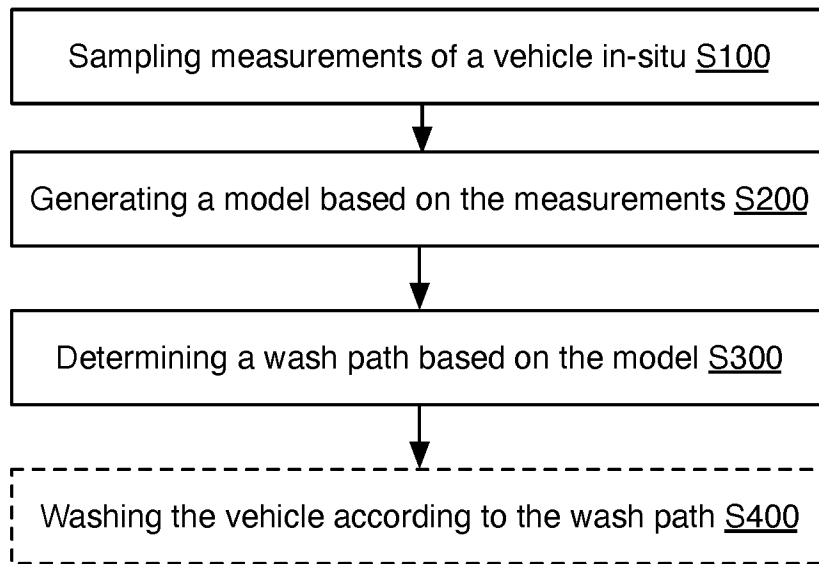 Sampling measurements of a vehicle in-situ S100
Generating a model based on the measurements S200
Determining a wash path based on the model S300
Washing the vehicle according to the wash path S400